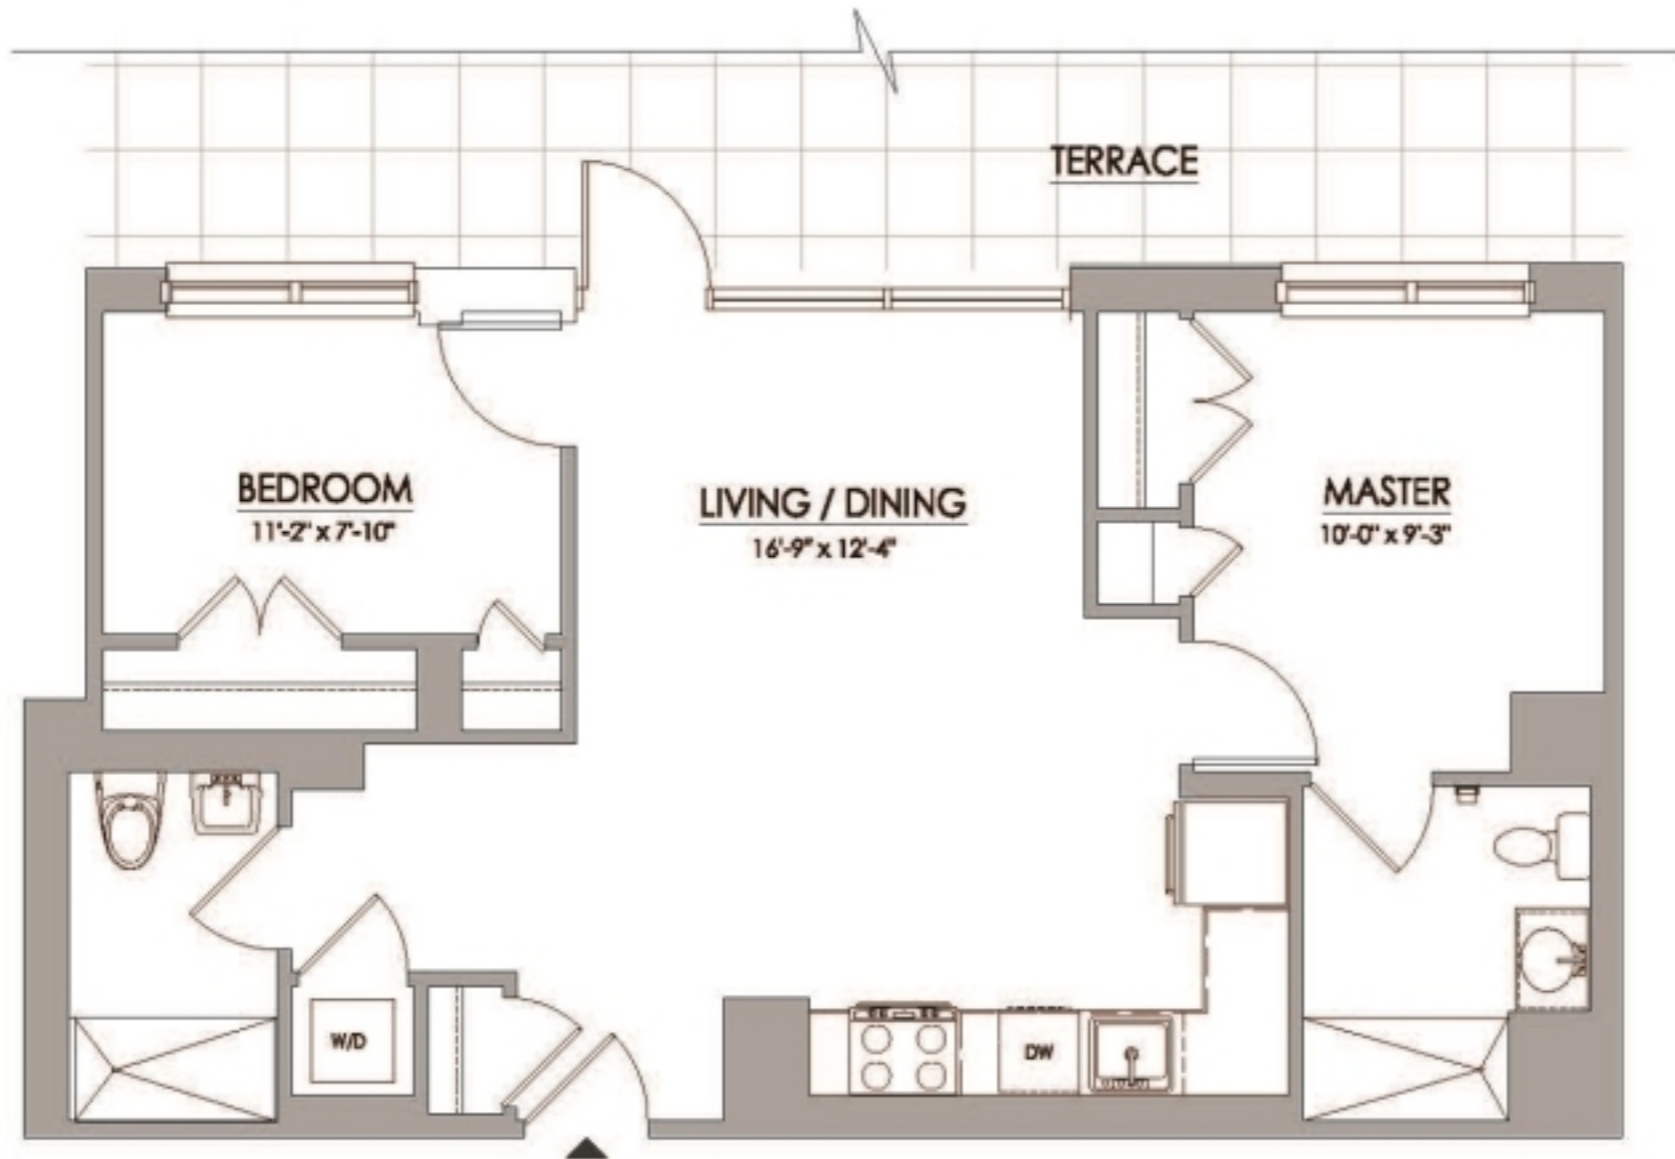 TERRACE
BEDROOM
11'-2" x 7'-10"
LIVING / DINING
16'-9" x 12'-4"
MASTER
10'-0" x 9'-3"
W/D
DW